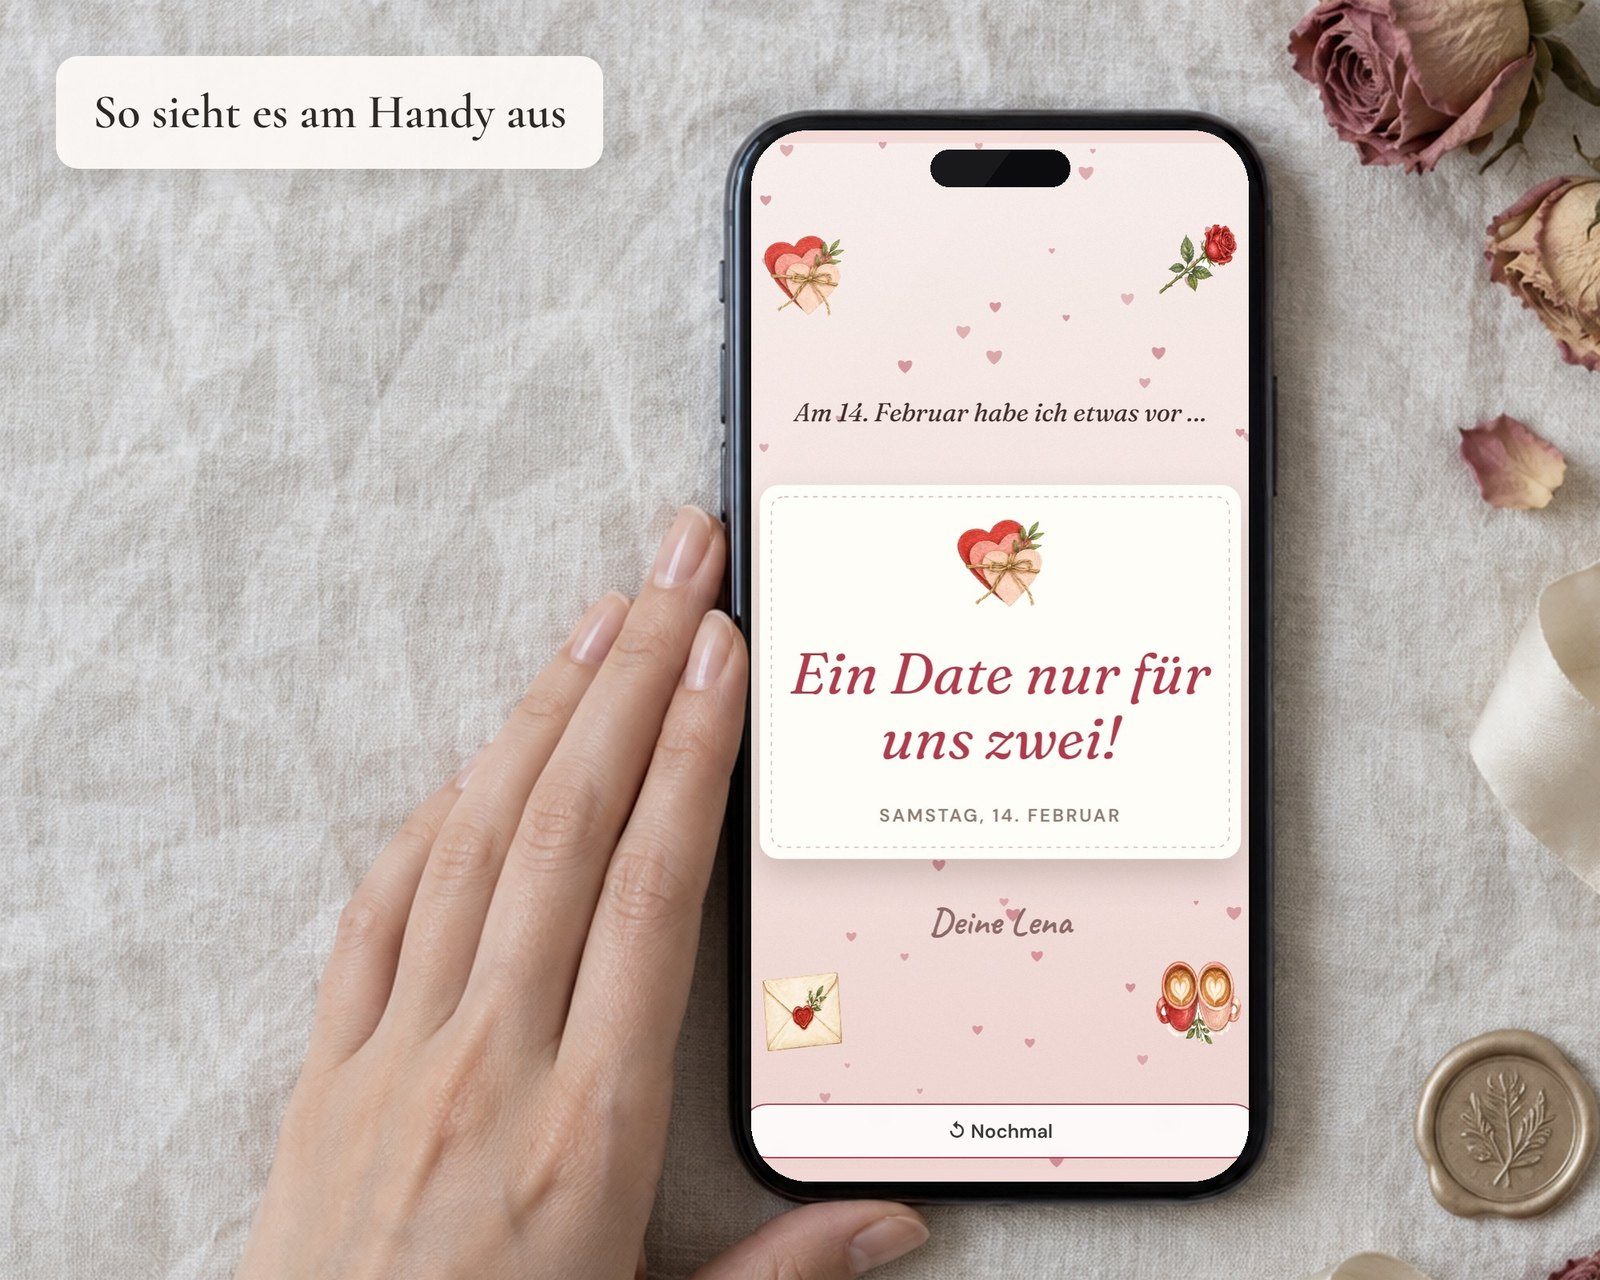 So sieht es am Handy aus
Am 14. Februar habe ich etwas vor ...
Ein Date nur für
uns zwei!
SAMSTAG, 14. FEBRUAR
Deine Lena
Nochmal